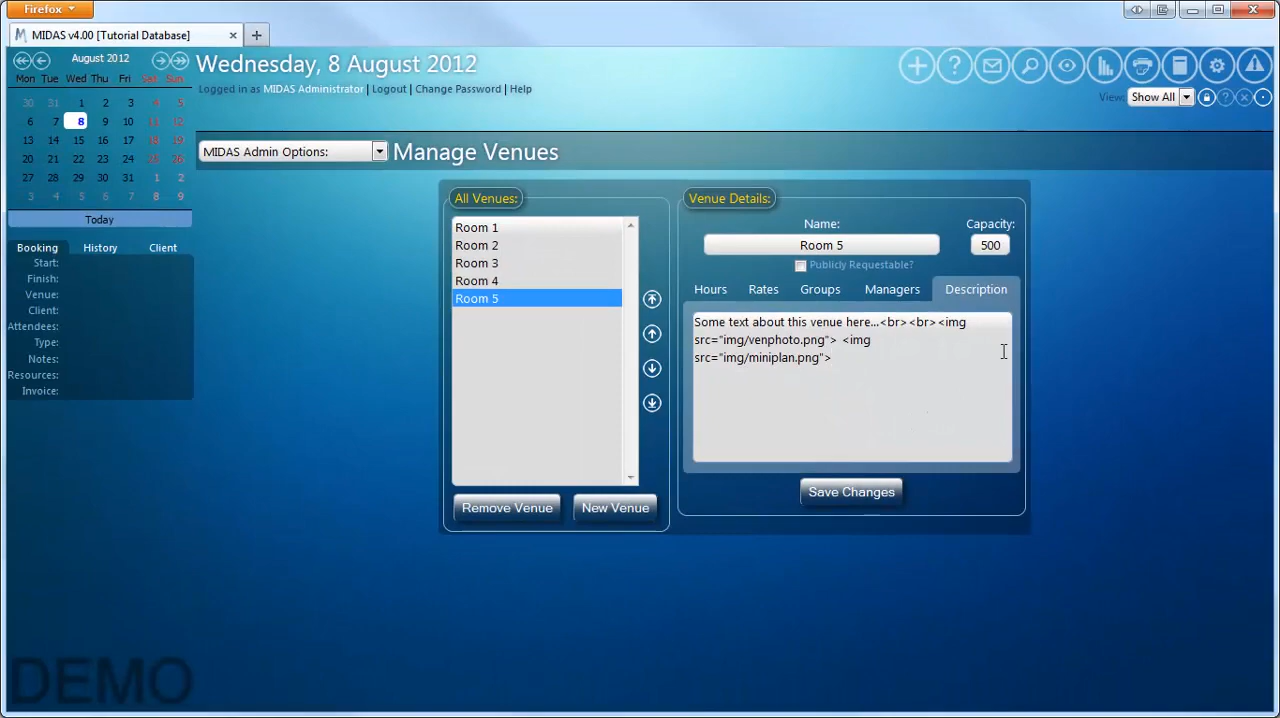 Firefox
MIDAS v4.00 [Tutorial Database]
August 2012
Mon Tue Wed Thu Fri Sat Sun
30 31 1 2 3 4 5
6 7 8 9 10 11 12
13 14 15 16 17 18 19
20 21 22 23 24 25 26
27 28 29 30 31 1 2
3 4 5 6 7 8 9
Today
Booking History Client
Start:
Finish:
Venue:
Client:
Attendees:
Type:
Notes:
Resources:
Invoice:
Wednesday, 8 August 2012
Logged in as MIDAS Administrator | Logout | Change Password | Help
View: Show All
MIDAS Admin Options:
Manage Venues
All Venues:
Room 1
Room 2
Room 3
Room 4
Room 5
Remove Venue
New Venue
Venue Details:
Name:
Capacity:
Room 5
500
Publicly Requestable?
Hours Rates Groups Managers Description
Some text about this venue here...<br><br><img
src="img/venphoto.png"> <img
src="img/miniplan.png">
Save Changes
DEMO